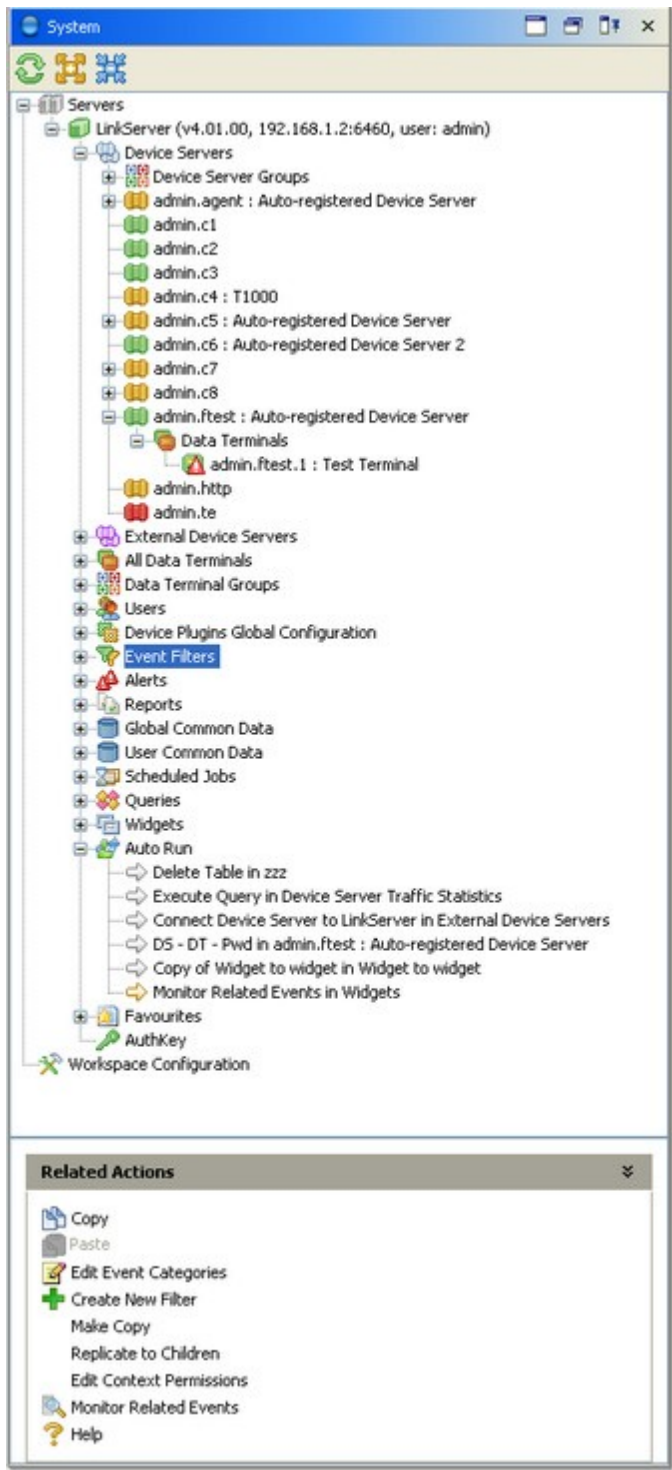 System
Servers
LinkServer (v4.01.00, 192.168.1.2:6460, user: admin)
Device Servers
Device Server Groups
admin.agent : Auto-registered Device Server
admin.c1
admin.c2
admin.c3
admin.c4 : T1000
admin.c5 : Auto-registered Device Server
admin.c6 : Auto-registered Device Server 2
admin.c7
admin.c8
admin.ftest : Auto-registered Device Server
Data Terminals
admin.ftest.1 : Test Terminal
admin.http
admin.te
External Device Servers
All Data Terminals
Data Terminal Groups
Users
Device Plugins Global Configuration
Event Filters
Alerts
Reports
Global Common Data
User Common Data
Scheduled Jobs
Queries
Widgets
Auto Run
Delete Table in zzz
Execute Query in Device Server Traffic Statistics
Connect Device Server to LinkServer in External Device Servers
DS - DT - Pwd in admin.ftest : Auto-registered Device Server
Copy of Widget to widget in Widget to widget
Monitor Related Events in Widgets
Favourites
AuthKey
Workspace Configuration
Related Actions
Copy
Paste
Edit Event Categories
Create New Filter
Make Copy
Replicate to Children
Edit Context Permissions
Monitor Related Events
Help